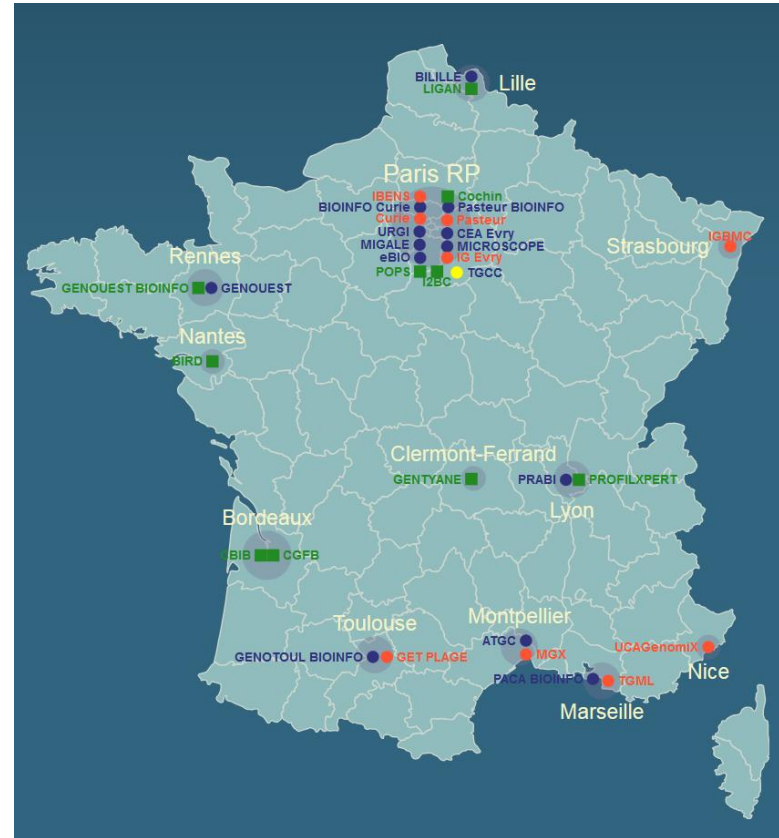 BILILLE
LIGAN
Lille
Paris RP
IBENS Cochin
BIOINFO Curie Pasteur BIOINFO
Curie Pasteur
URGI CEA Evry
MIGALE MICROSCOPE
eBIO IG Evry
POPS TGCC
I2BC
IGBMC
Strasbourg
Rennes
GENOUEST BIOINFO GENOUEST
Nantes
BIRD
Clermont-Ferrand
GENTYANE
PRABI PROFILXPERT
Lyon
Bordeaux
CBIB CGFB
Toulouse
GENOTOUL BIOINFO GET PLAGE
Montpellier
ATGC
MGX
UCAGenomiX
Nice
PACA BIOINFO TGML
Marseille